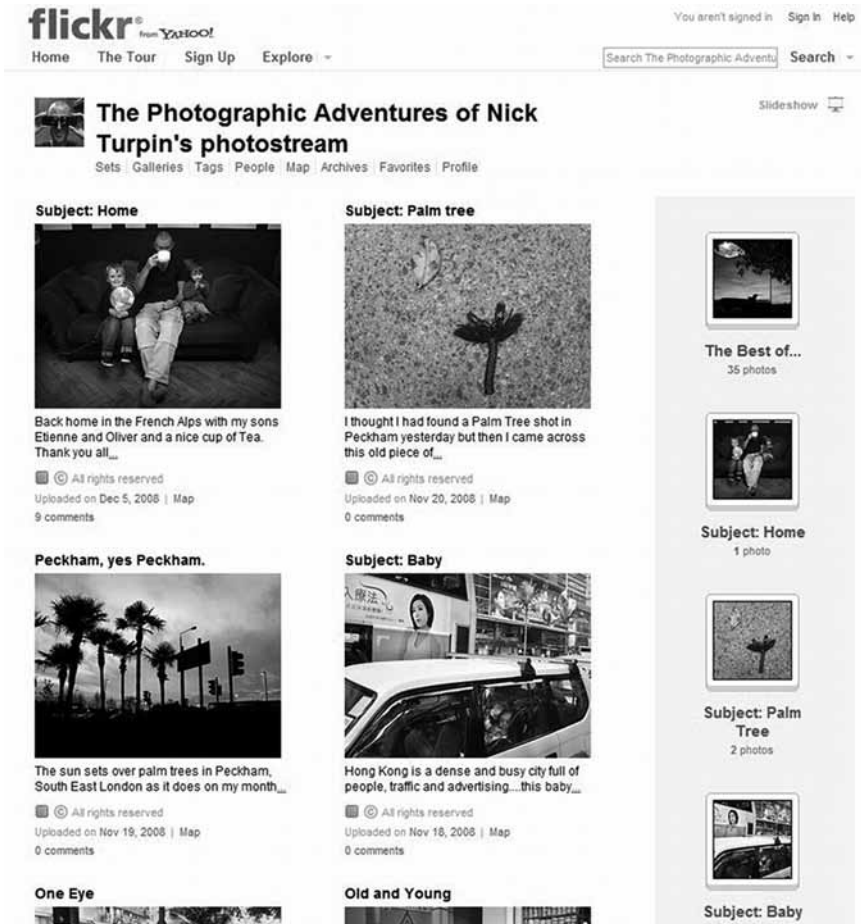 flickr® from YAHOO!
You aren't signed in Sign In Help
Home The Tour Sign Up Explore
Search The Photographic Adventu Search
The Photographic Adventures of Nick
Turpin's photostream
Slideshow
Sets Galleries Tags People Map Archives Favorites Profile
Subject: Home
Back home in the French Alps with my sons
Etienne and Oliver and a nice cup of Tea.
Thank you all...
© All rights reserved
Uploaded on Dec 5, 2008 | Map
9 comments
Subject: Palm tree
I thought I had found a Palm Tree shot in
Peckham yesterday but then I came across
this old piece of...
© All rights reserved
Uploaded on Nov 20, 2008 | Map
0 comments
Peckham, yes Peckham.
The sun sets over palm trees in Peckham,
South East London as it does on my month...
© All rights reserved
Uploaded on Nov 19, 2008 | Map
0 comments
Subject: Baby
Hong Kong is a dense and busy city full of
people, traffic and advertising....this baby...
© All rights reserved
Uploaded on Nov 18, 2008 | Map
0 comments
One Eye
Old and Young
The Best of...
35 photos
Subject: Home
1 photo
Subject: Palm
Tree
2 photos
Subject: Baby